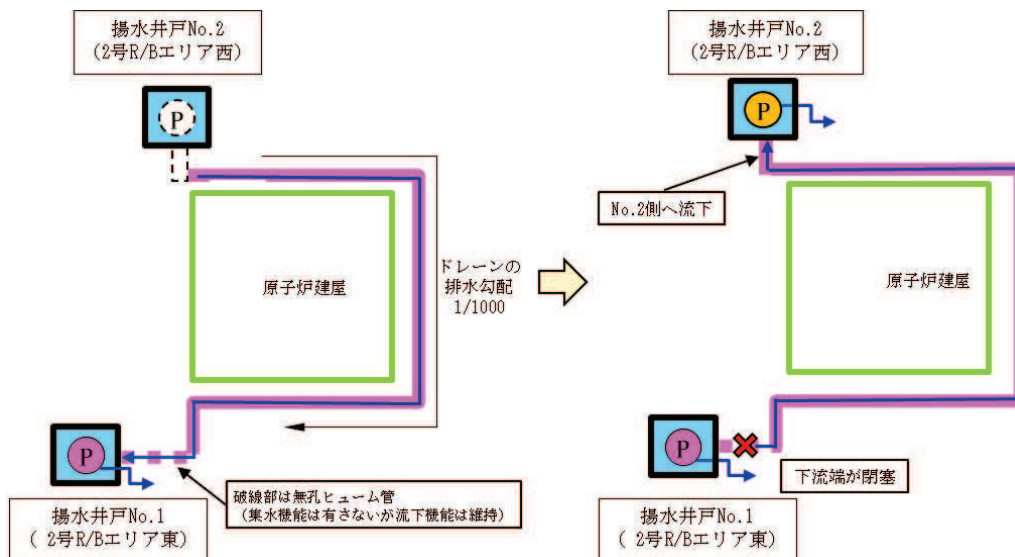 揚水井戸No.2
(2号R/Bエリア西)
P
原子炉建屋
ドレーンの
排水勾配
1/1000
P
破線部は無孔ヒューム管
(集水機能は有さないが流下機能は維持)
揚水井戸No.1
( 2号R/Bエリア東)
揚水井戸No.2
(2号R/Bエリア西)
P
No.2側へ流下
原子炉建屋
P
下流端が閉塞
揚水井戸No.1
( 2号R/Bエリア東)